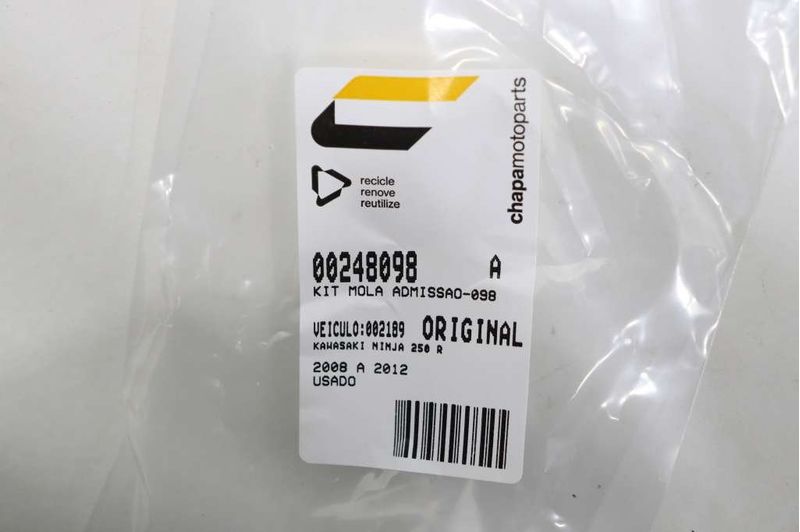 chapamotoparts
recicle
renove
reutilize
00248098 A
KIT MOLA ADMISSAO-098
VEICULO:002189 ORIGINAL
KAWASAKI NINJA 250 R
2008 A 2012
USADO